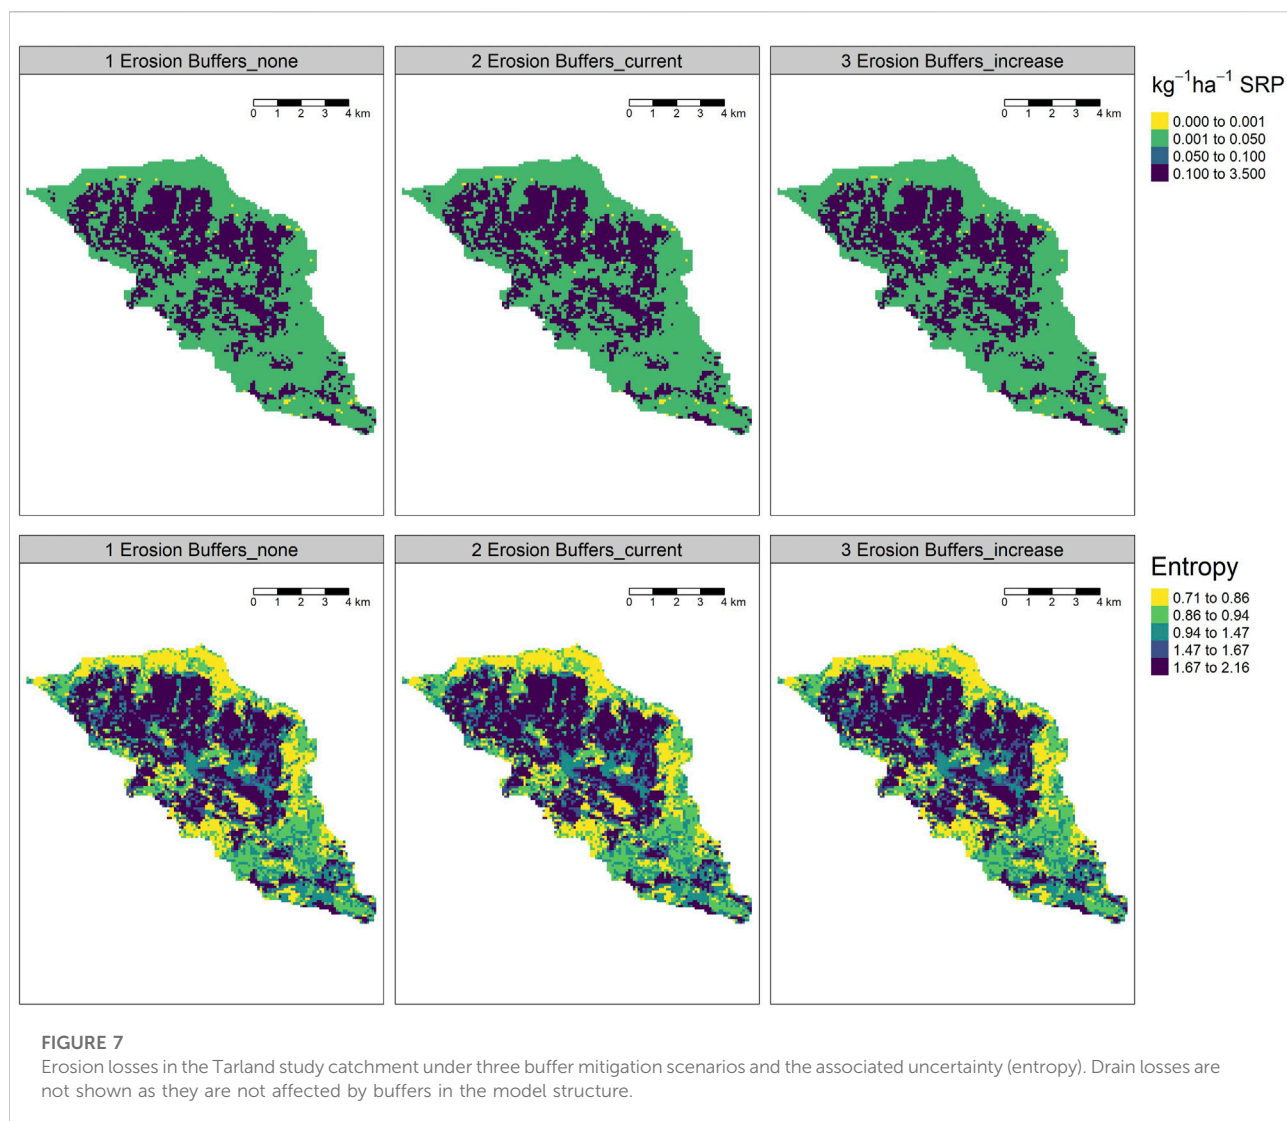 1 Erosion Buffers_none
2 Erosion Buffers_current
3 Erosion Buffers_increase
0 1 2 3 4 km
0 1 2 3 4 km
0 1 2 3 4 km
kg⁻¹ha⁻¹ SRP
0.000 to 0.001
0.001 to 0.050
0.050 to 0.100
0.100 to 3.500
1 Erosion Buffers_none
2 Erosion Buffers_current
3 Erosion Buffers_increase
0 1 2 3 4 km
0 1 2 3 4 km
0 1 2 3 4 km
Entropy
0.71 to 0.86
0.86 to 0.94
0.94 to 1.47
1.47 to 1.67
1.67 to 2.16
FIGURE 7
Erosion losses in the Tarland study catchment under three buffer mitigation scenarios and the associated uncertainty (entropy). Drain losses are
not shown as they are not affected by buffers in the model structure.